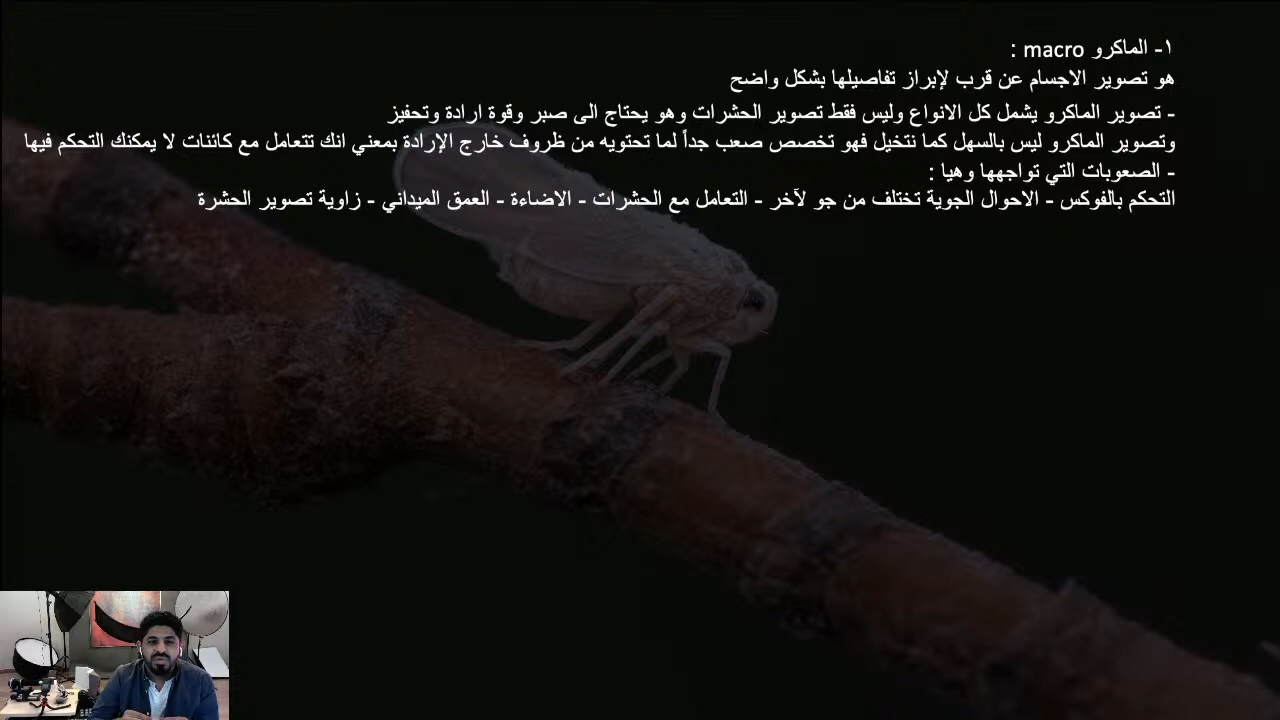 ١- الماكرو macro :
هو تصوير الاجسام عن قرب لإبراز تفاصيلها بشكل واضح
- تصوير الماكرو يشمل كل الانواع وليس فقط تصوير الحشرات وهو يحتاج الى صبر وقوة ارادة وتحفيز
وتصوير الماكرو ليس بالسهل كما نتخيل فهو تخصص صعب جداً لما تحتويه من ظروف خارج الإرادة بمعني انك تتعامل مع كائنات لا يمكنك التحكم فيها
- الصعوبات التي تواجهها وهيا :
التحكم بالفوكس - الاحوال الجوية تختلف من جو لآخر - التعامل مع الحشرات - الاضاءة - العمق الميداني - زاوية تصوير الحشرة